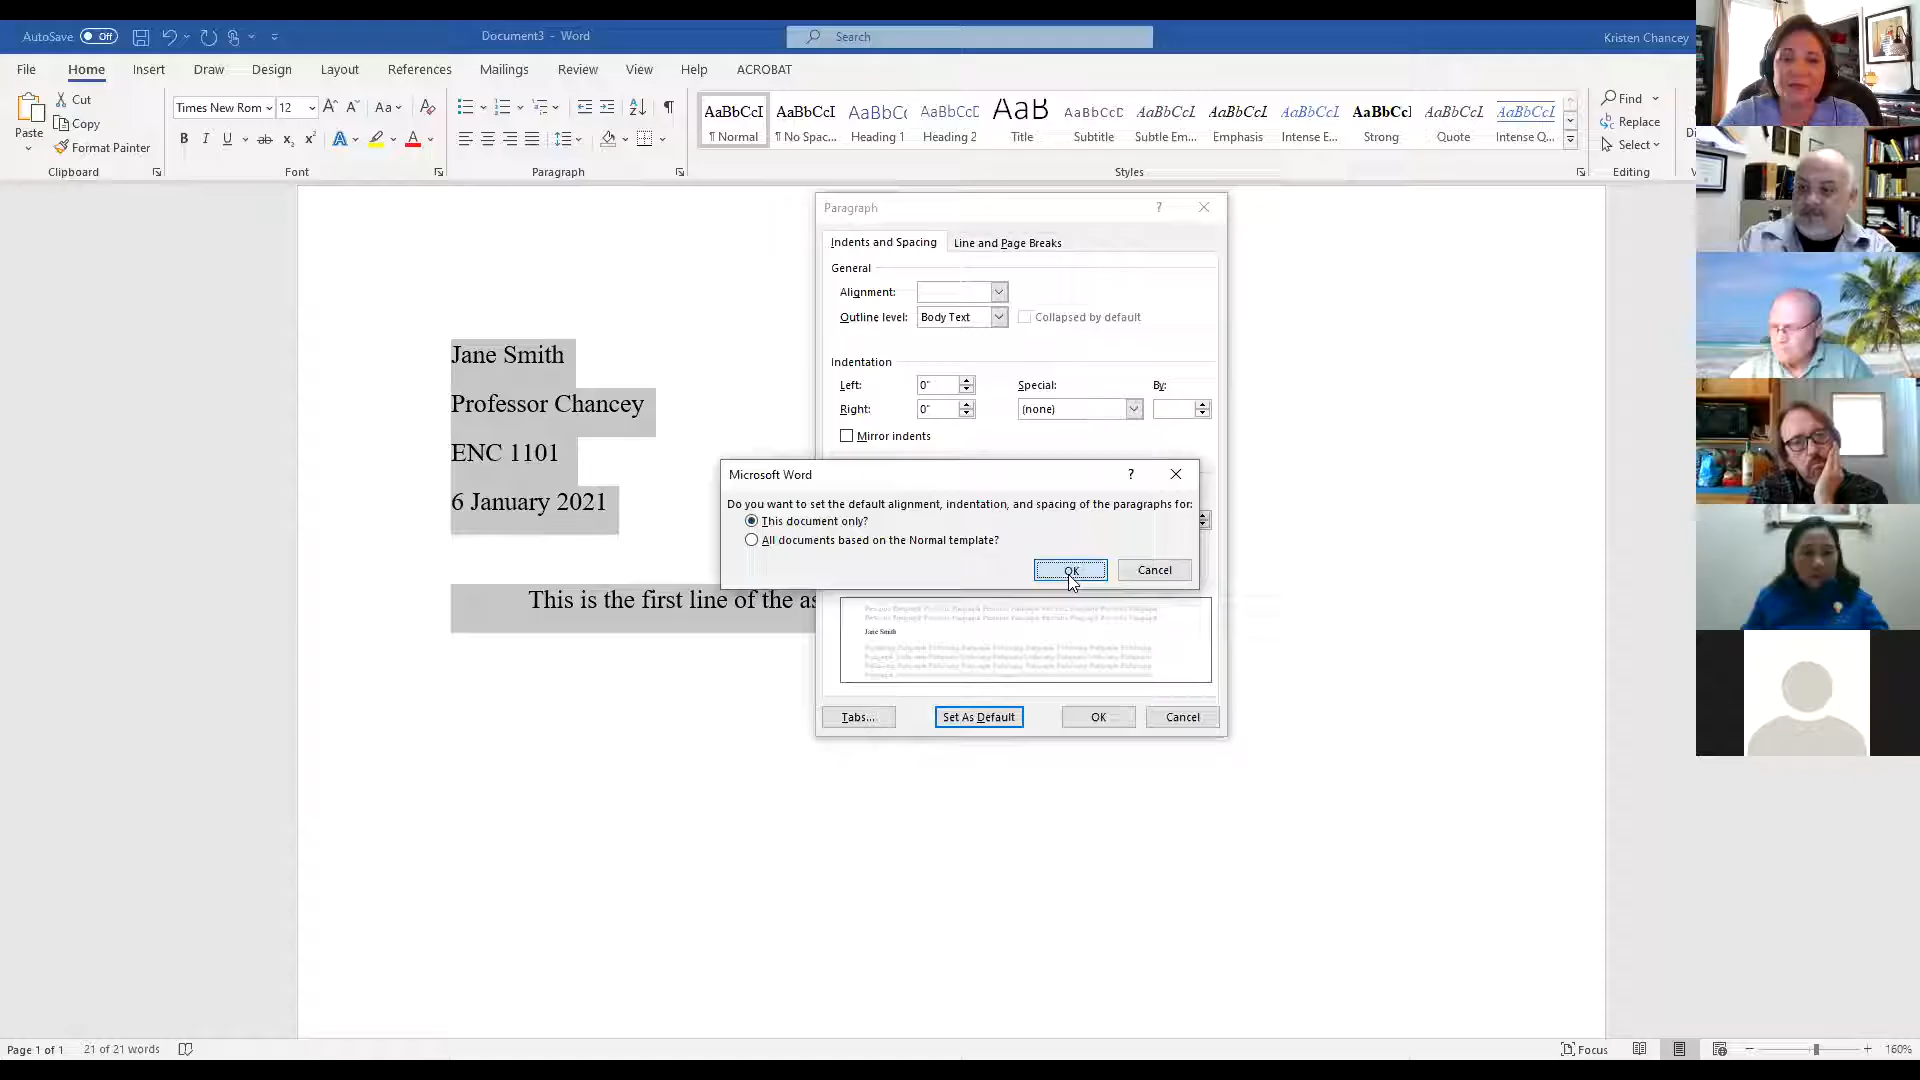 AutoSave Off
Document3 - Word
Search
Kristen Chancey
File Home Insert Draw Design Layout References Mailings Review View Help ACROBAT
Paste
Cut
Copy
Format Painter
Clipboard
Times New Rom 12
Font
Paragraph
AaBbCcI AaBbCcI AaBbCc AaBbCcD AaB AaBbCcD AaBbCcI AaBbCcI AaBbCcI AaBbCcI AaBbCcI AaBbCcI
¶ Normal ¶ No Spac... Heading 1 Heading 2 Title Subtitle Subtle Em... Emphasis Intense E... Strong Quote Intense Q...
Styles
Find
Replace
Select
Editing
Jane Smith
Professor Chancey
ENC 1101
6 January 2021
This is the first line of the as
Paragraph ?
Indents and Spacing Line and Page Breaks
General
Alignment:
Outline level: Body Text Collapsed by default
Indentation
Left: 0" Special: By:
Right: 0" (none)
Mirror indents
Microsoft Word ?
Do you want to set the default alignment, indentation, and spacing of the paragraphs for:
This document only?
All documents based on the Normal template?
OK Cancel
Jane Smith
Tabs... Set As Default OK Cancel
Page 1 of 1 21 of 21 words
Focus
160%